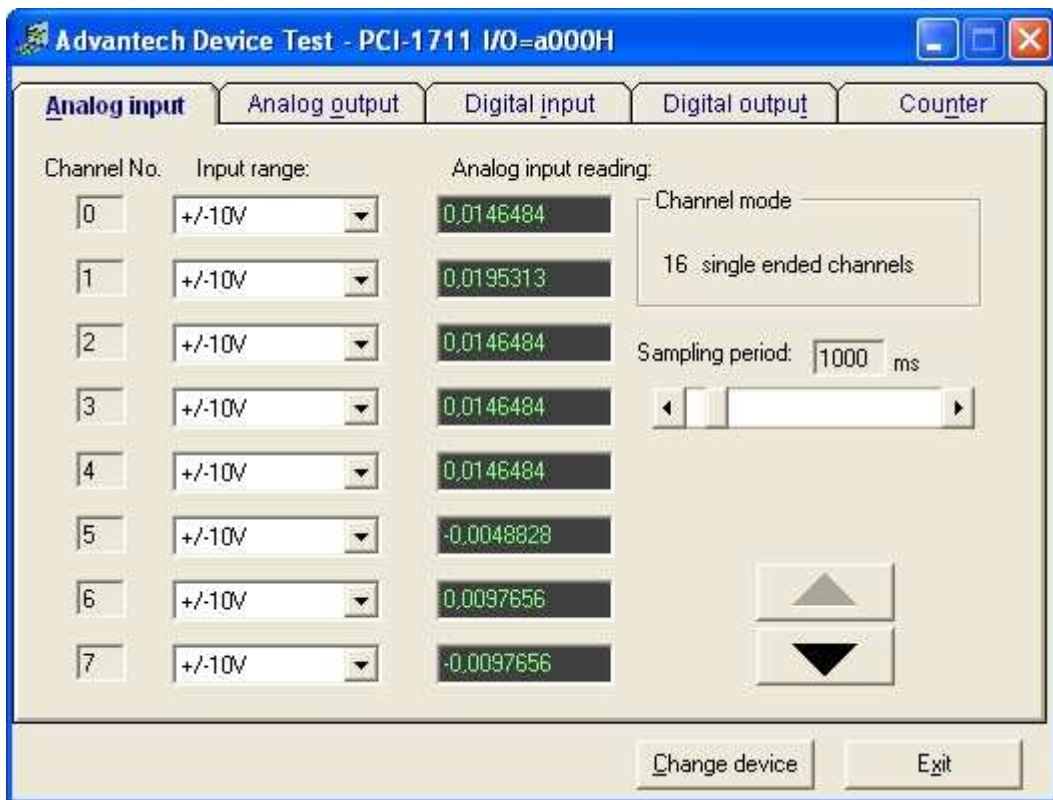 Advantech Device Test - PCI-1711 I/O=a000H
Analog input Analog output Digital input Digital output Counter
Channel No. Input range: Analog input reading:
0 +/-10V 0,0146484
1 +/-10V 0,0195313
2 +/-10V 0,0146484
3 +/-10V 0,0146484
4 +/-10V 0,0146484
5 +/-10V -0,0048828
6 +/-10V 0,0097656
7 +/-10V -0,0097656
Channel mode
16 single ended channels
Sampling period: 1000 ms
Change device Exit